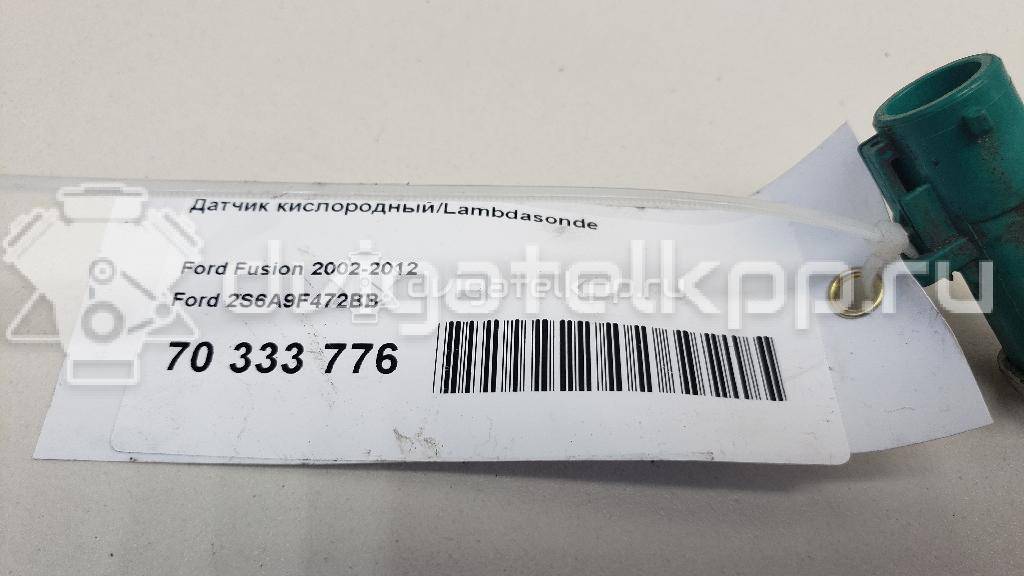 Датчик кислородный/Lambdasonde
Ford Fusion 2002-2012
Ford 2S6A9F472BB
dvigatelkpp.ru
70 333 776